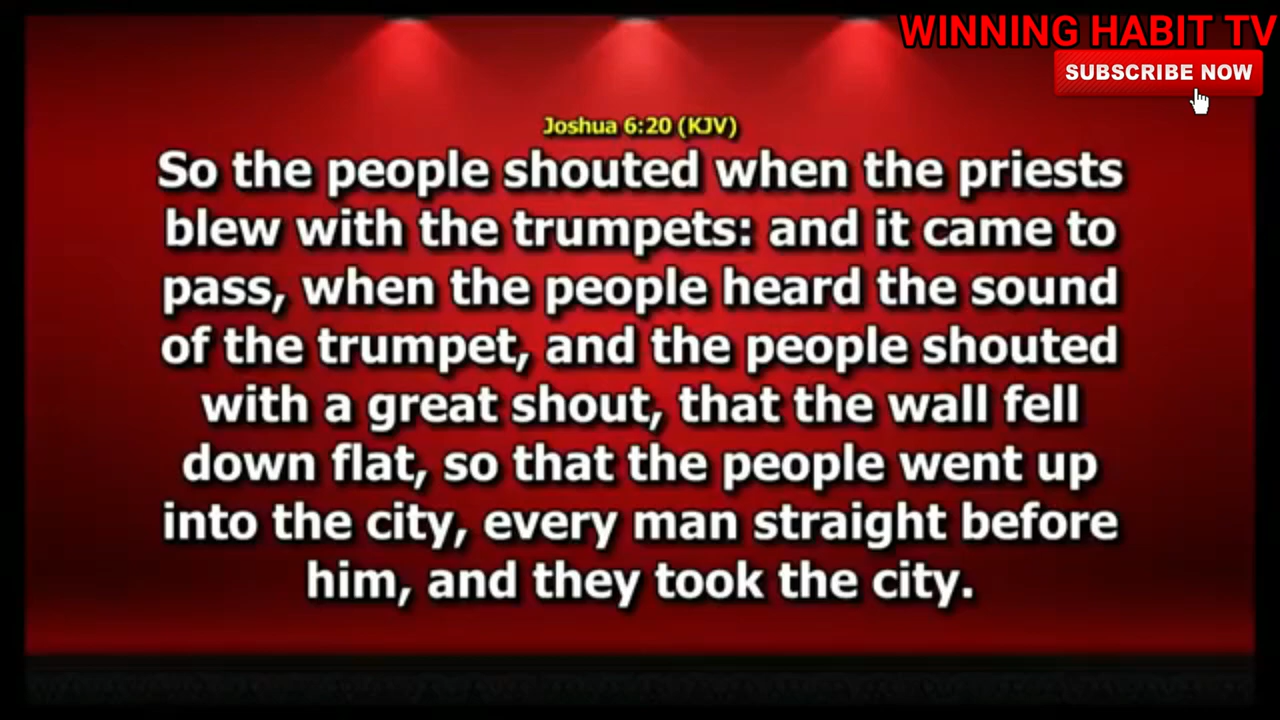 WINNING HABIT TV
SUBSCRIBE NOW
Joshua 6:20 (KJV)
So the people shouted when the priests
blew with the trumpets: and it came to
pass, when the people heard the sound
of the trumpet, and the people shouted
with a great shout, that the wall fell
down flat, so that the people went up
into the city, every man straight before
him, and they took the city.